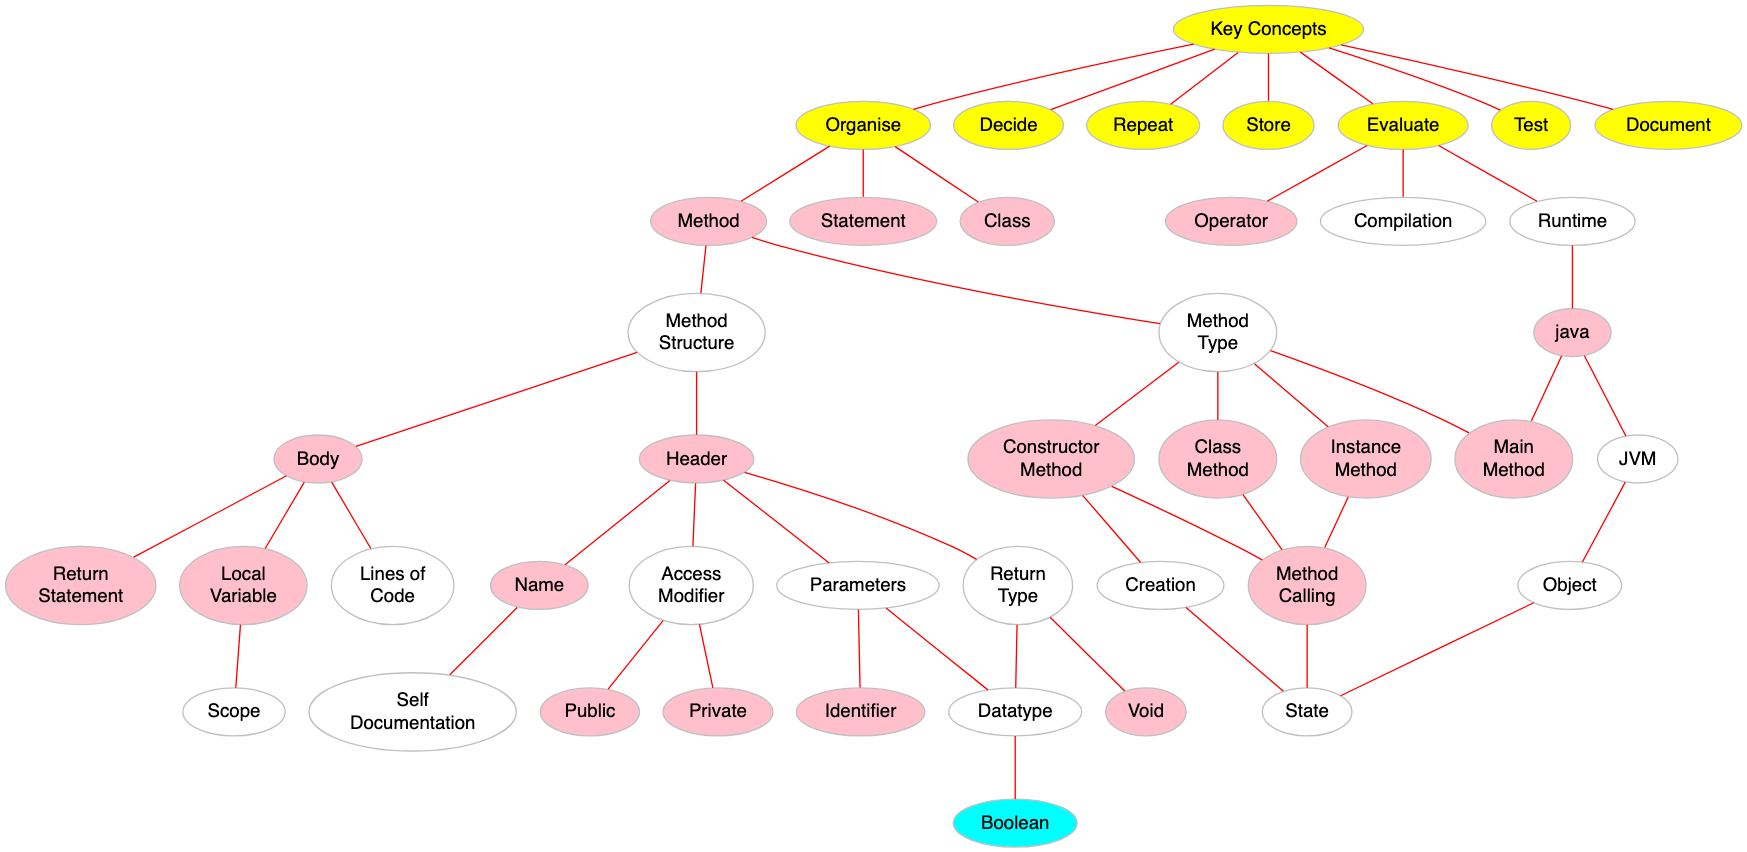 Key Concepts
Organise
Decide
Repeat
Store
Evaluate
Test
Document
Method
Statement
Class
Operator
Compilation
Runtime
Method
Structure
Method
Type
java
Body
Header
Constructor
Method
Class
Method
Instance
Method
Main
Method
JVM
Return
Statement
Local
Variable
Lines of
Code
Name
Access
Modifier
Parameters
Return
Type
Creation
Method
Calling
Object
Scope
Self
Documentation
Public
Private
Identifier
Datatype
Void
State
Boolean